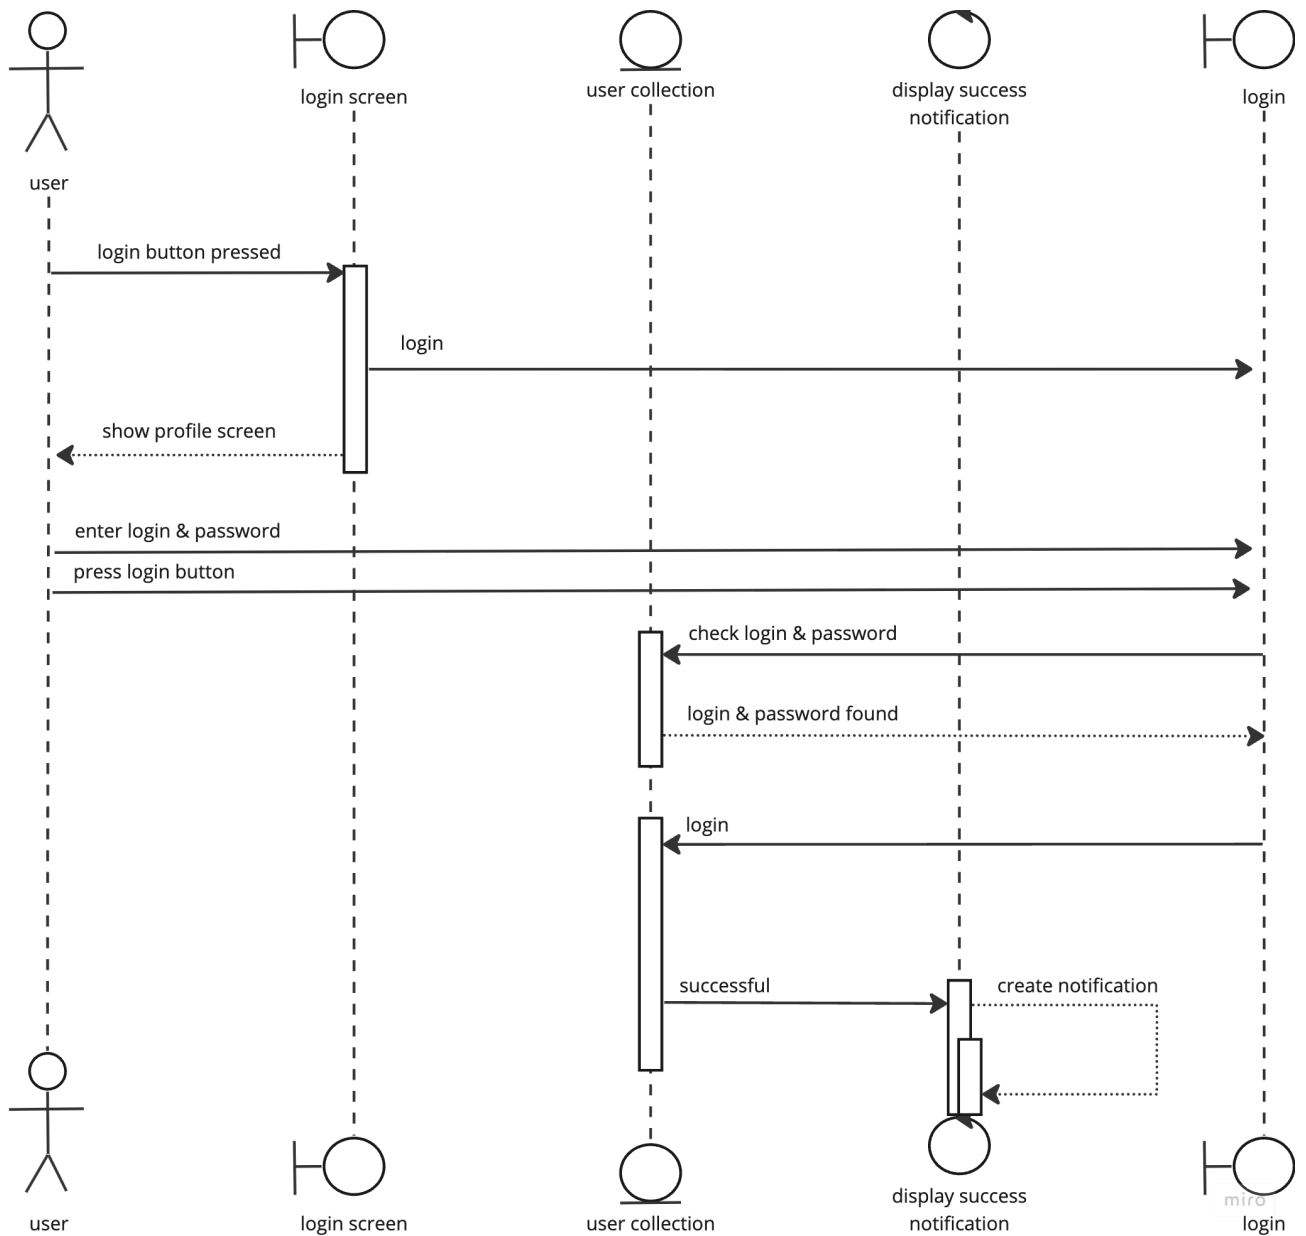 login screen
user collection
display success
notification
login
user
login button pressed
login
show profile screen
enter login & password
press login button
check login & password
login & password found
login
successful
create notification
user
login screen
user collection
display success
notification
miro
login